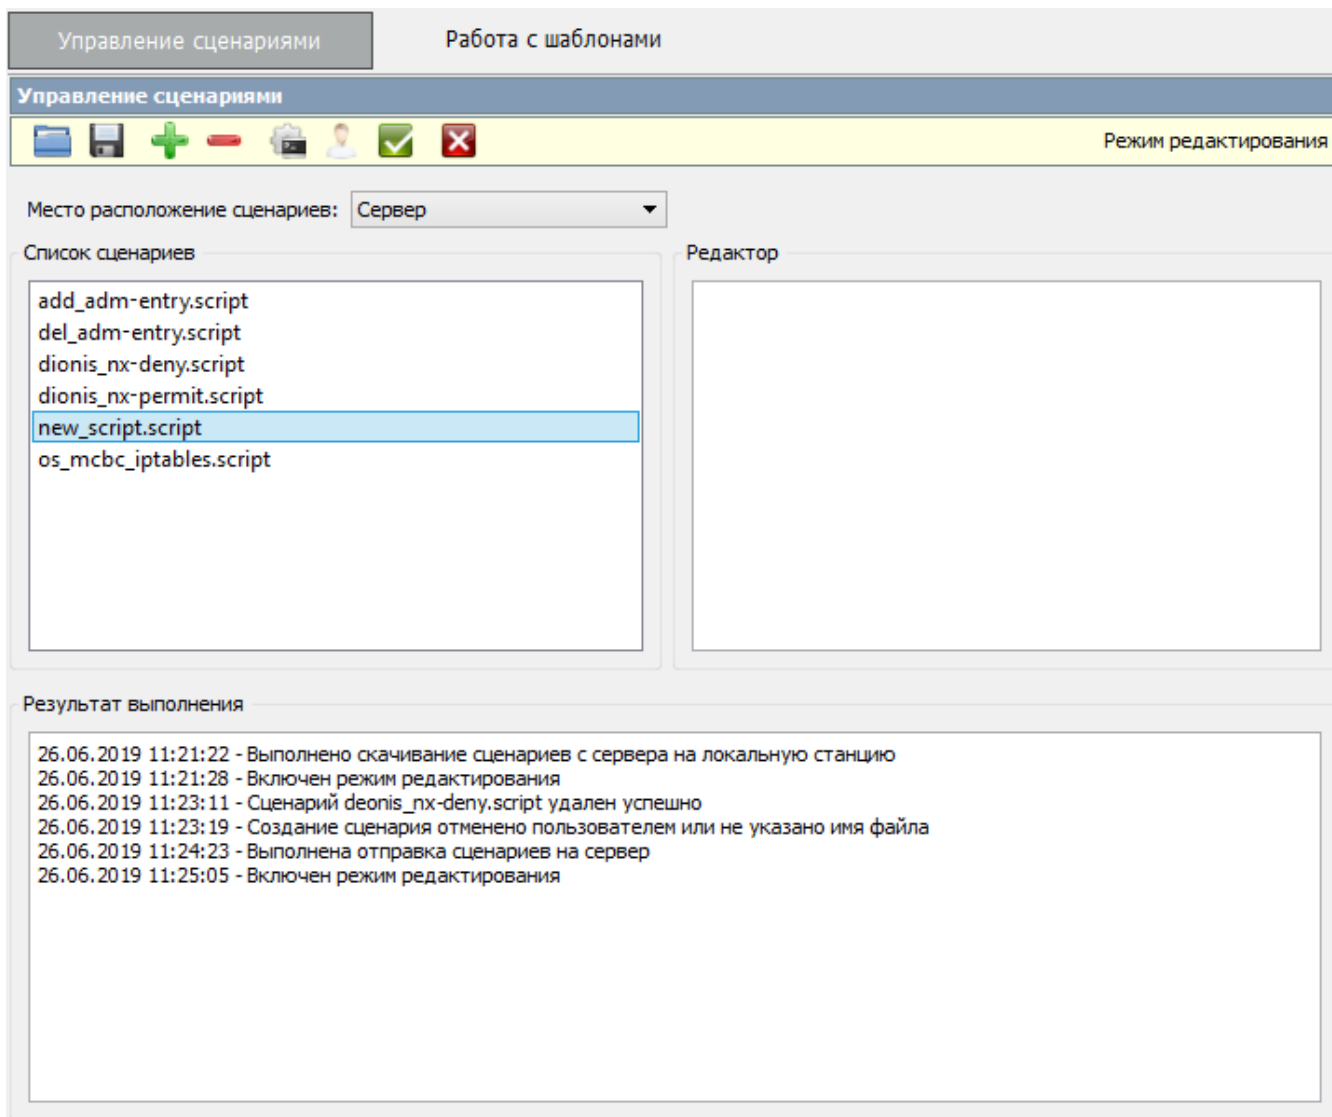 Управление сценариями
Работа с шаблонами
Управление сценариями
Режим редактирования
Место расположение сценариев: Сервер
Список сценариев
Редактор
add_adm-entry.script
del_adm-entry.script
dionis_nx-deny.script
dionis_nx-permit.script
new_script.script
os_mcbc_iptables.script
Результат выполнения
26.06.2019 11:21:22 - Выполнено скачивание сценариев с сервера на локальную станцию
26.06.2019 11:21:28 - Включен режим редактирования
26.06.2019 11:23:11 - Сценарий deonis_nx-deny.script удален успешно
26.06.2019 11:23:19 - Создание сценария отменено пользователем или не указано имя файла
26.06.2019 11:24:23 - Выполнена отправка сценариев на сервер
26.06.2019 11:25:05 - Включен режим редактирования